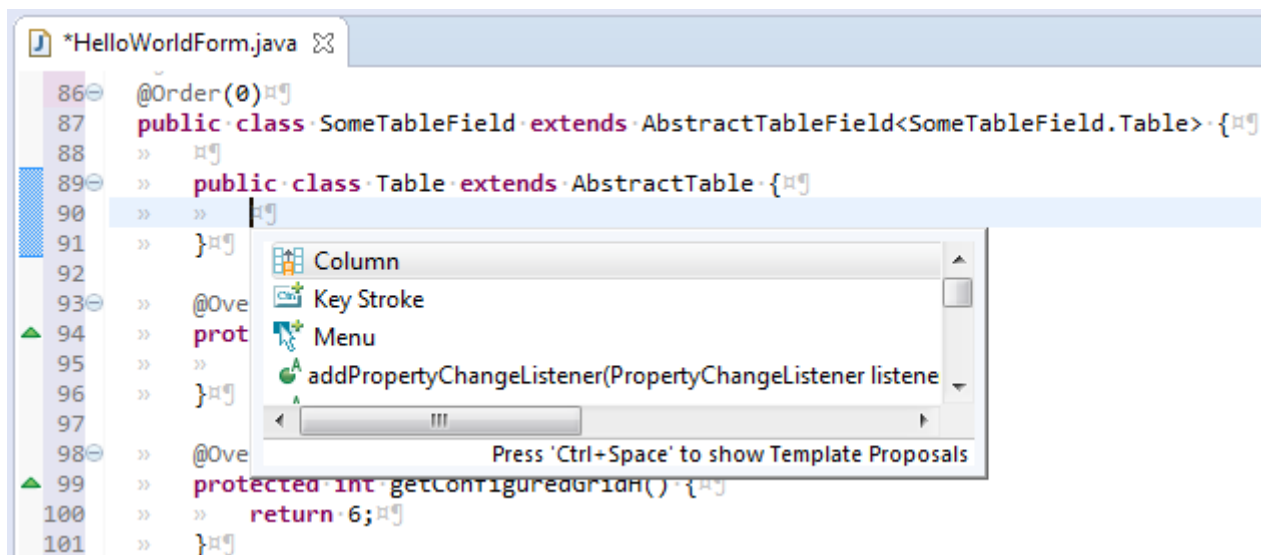 *HelloWorldForm.java
86 @Order(0)
87 public class SomeTableField extends AbstractTableField<SomeTableField.Table> {
88
89 public class Table extends AbstractTable {
90
91 }
92
93 @Ove
94 prot
95
96 }
97
98 @Ove
99 protected int getConfiguredGridH() {
100 return 6;
101 }
Column
Key Stroke
Menu
addPropertyChangeListener(PropertyChangeListener listene
Press 'Ctrl+Space' to show Template Proposals